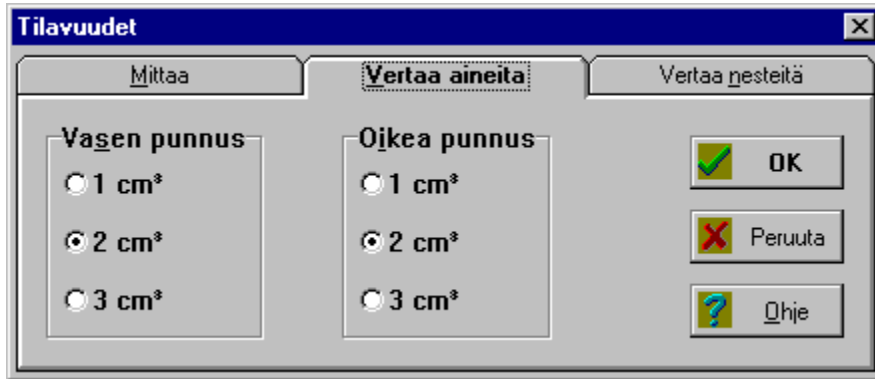 Tilavuudet
Mittaa
Vertaa aineita
Vertaa nesteitä
Vasen punnus
1 cm³
2 cm³
3 cm³
Oikea punnus
1 cm³
2 cm³
3 cm³
OK
Peruuta
Ohje